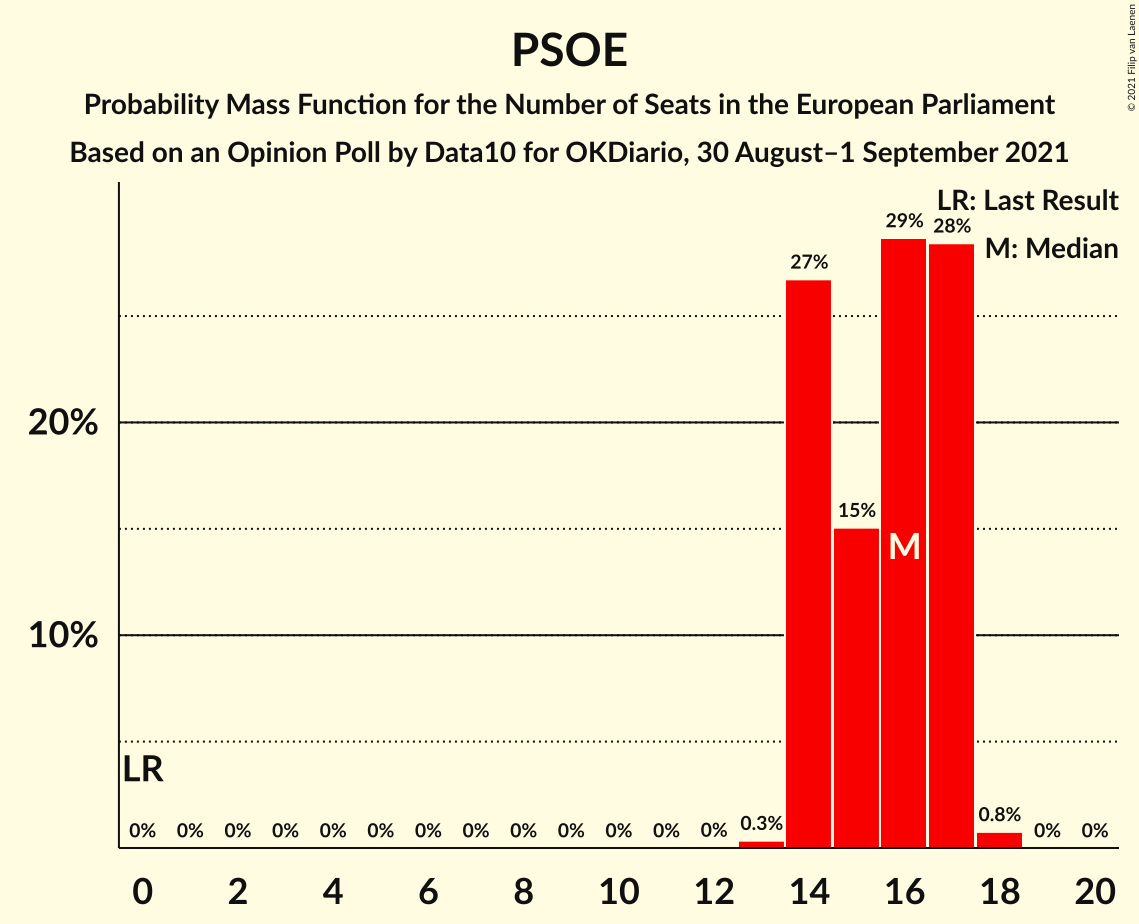 PSOE
Probability Mass Function for the Number of Seats in the European Parliament
Based on an Opinion Poll by Data10 for OKDiario, 30 August–1 September 2021
© 2021 Filip van Laenen
LR: Last Result
M: Median
29%
28%
27%
20%
15%
M
10%
LR
0% 0% 0% 0% 0% 0% 0% 0% 0% 0% 0% 0% 0% 0.3% 0.8% 0% 0%
0 2 4 6 8 10 12 14 16 18 20